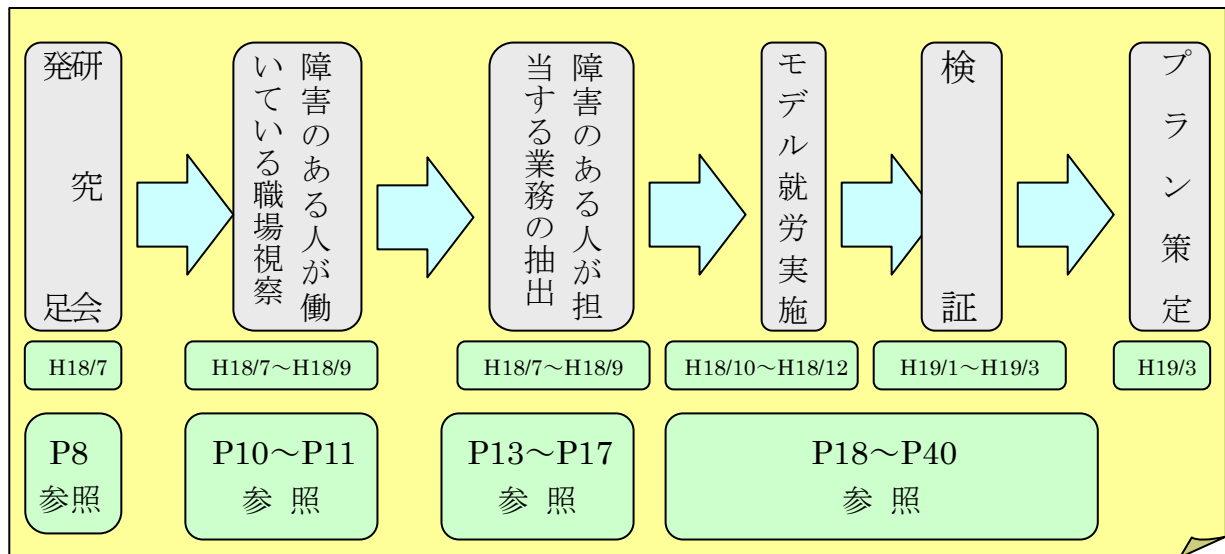 研究会
発足
障害のある人が働
いている職場視察
障害のある人が担
当する業務の抽出
モデル就労実施
検証
プラン策定
H18/7
H18/7～H18/9
H18/7～H18/9
H18/10～H18/12
H19/1～H19/3
H19/3
P8
参照
P10～P11
参 照
P13～P17
参 照
P18～P40
参 照